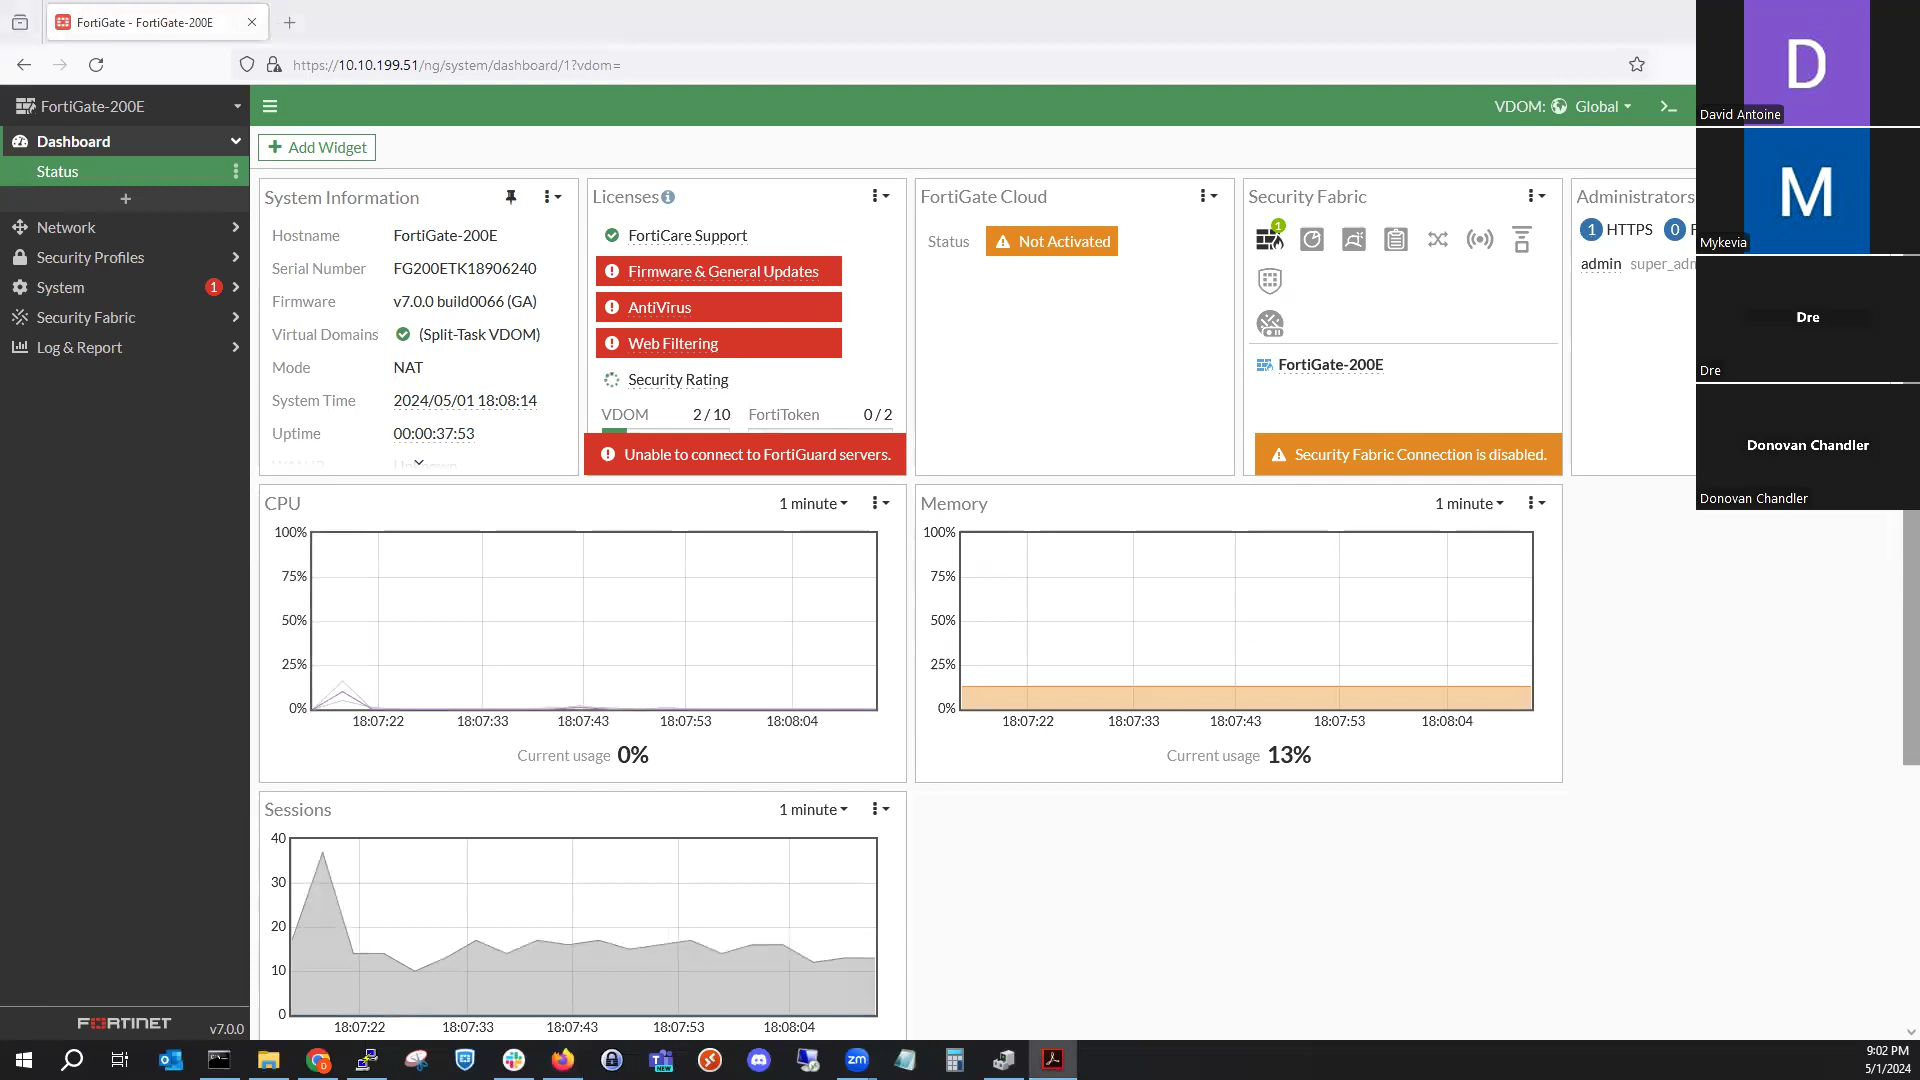 FortiGate - FortiGate-200E
https://10.10.199.51/ng/system/dashboard/1?vdom=
FortiGate-200E
VDOM: Global >_
Dashboard
Status
Network
Security Profiles
System 1
Security Fabric
Log & Report
FORTINET v7.0.0
Add Widget
System Information
Hostname FortiGate-200E
Serial Number FG200ETK18906240
Firmware v7.0.0 build0066 (GA)
Virtual Domains (Split-Task VDOM)
Mode NAT
System Time 2024/05/01 18:08:14
Uptime 00:00:37:53
Licenses
FortiCare Support
Firmware & General Updates
AntiVirus
Web Filtering
Security Rating
VDOM 2 / 10 FortiToken 0 / 2
Unable to connect to FortiGuard servers.
FortiGate Cloud
Status Not Activated
Security Fabric
1
FortiGate-200E
Security Fabric Connection is disabled.
Administrators
1 HTTPS 0 F
admin super_adm
CPU 1 minute
100%
75%
50%
25%
0%
18:07:22 18:07:33 18:07:43 18:07:53 18:08:04
Current usage 0%
Memory 1 minute
100%
75%
50%
25%
0%
18:07:22 18:07:33 18:07:43 18:07:53 18:08:04
Current usage 13%
Sessions 1 minute
40
30
20
10
0
18:07:22 18:07:33 18:07:43 18:07:53 18:08:04
D
David Antoine
M
Mykevia
Dre
Dre
Donovan Chandler
Donovan Chandler
NEW
zm
9:02 PM
5/1/2024